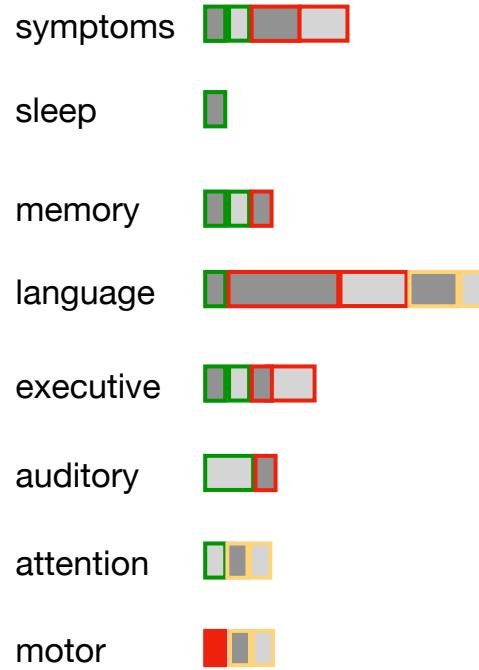 symptoms
sleep
memory
language
executive
auditory
attention
motor